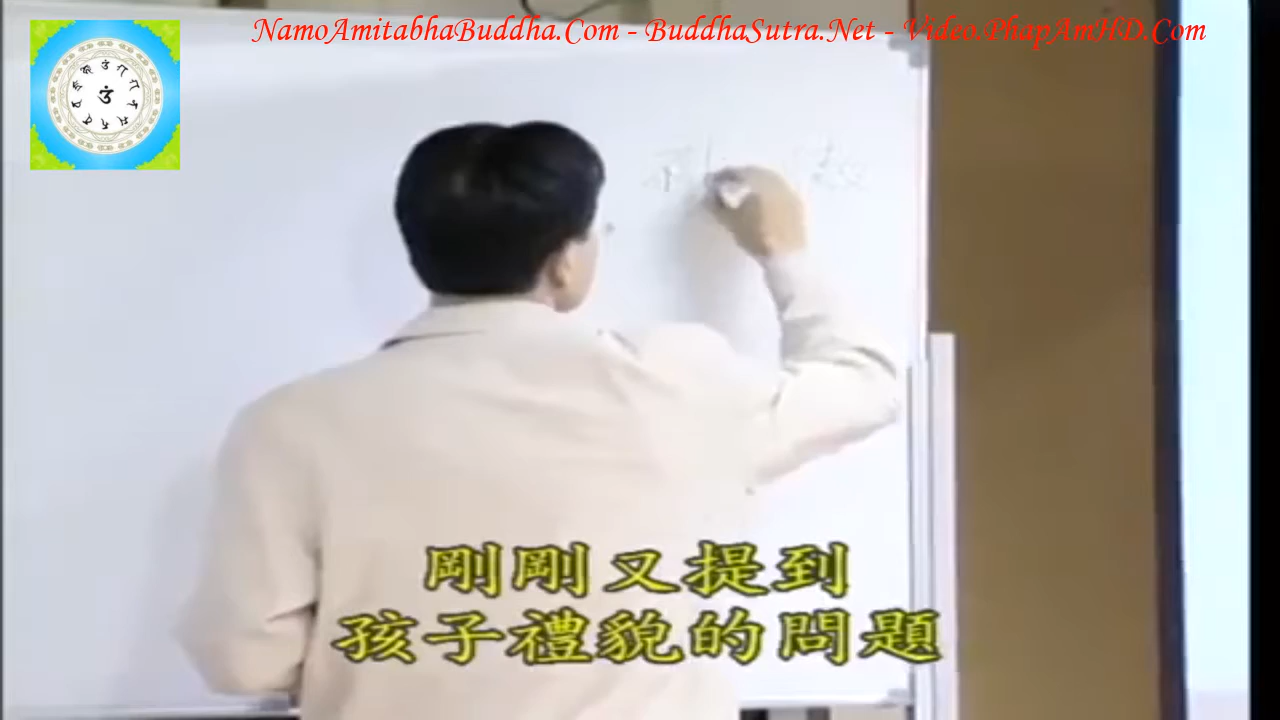 NamoAmitabhaBuddha.Com - BuddhaSutra.Net - Video.PhapAmHD.Com
剛剛又提到
孩子禮貌的問題